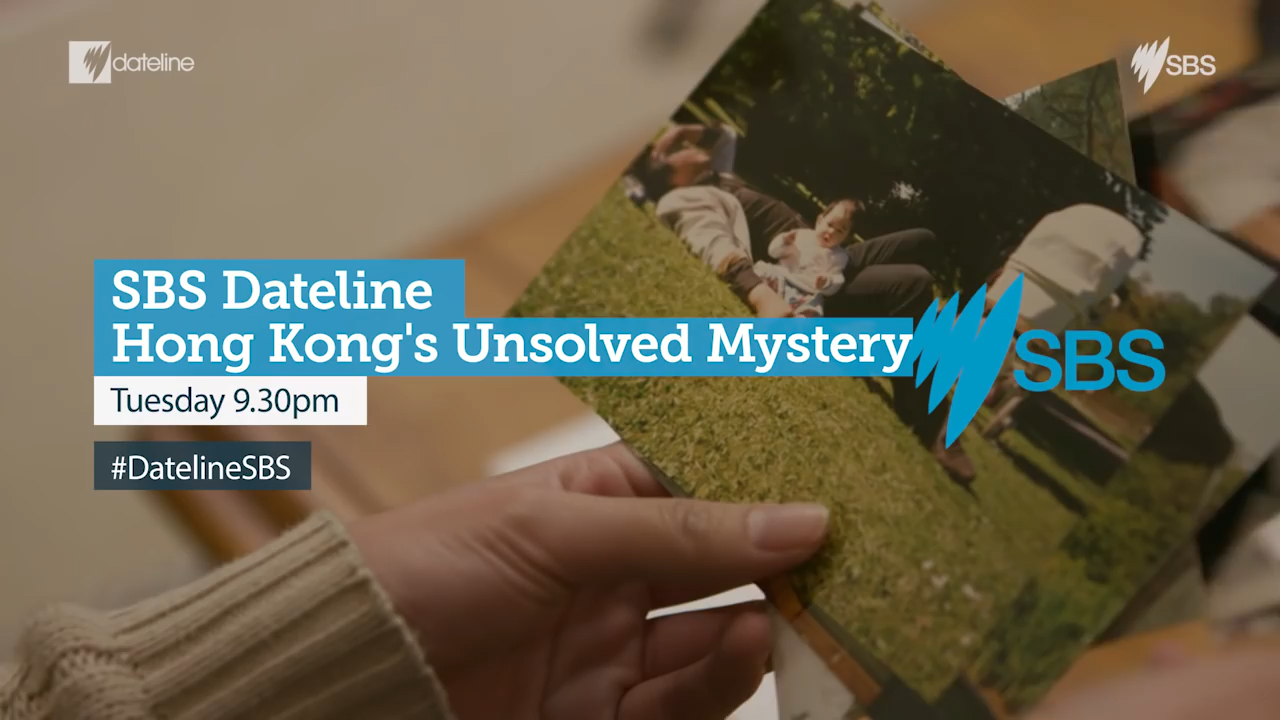 dateline
SBS
SBS Dateline
Hong Kong's Unsolved Mystery
SBS
Tuesday 9.30pm
#DatelineSBS